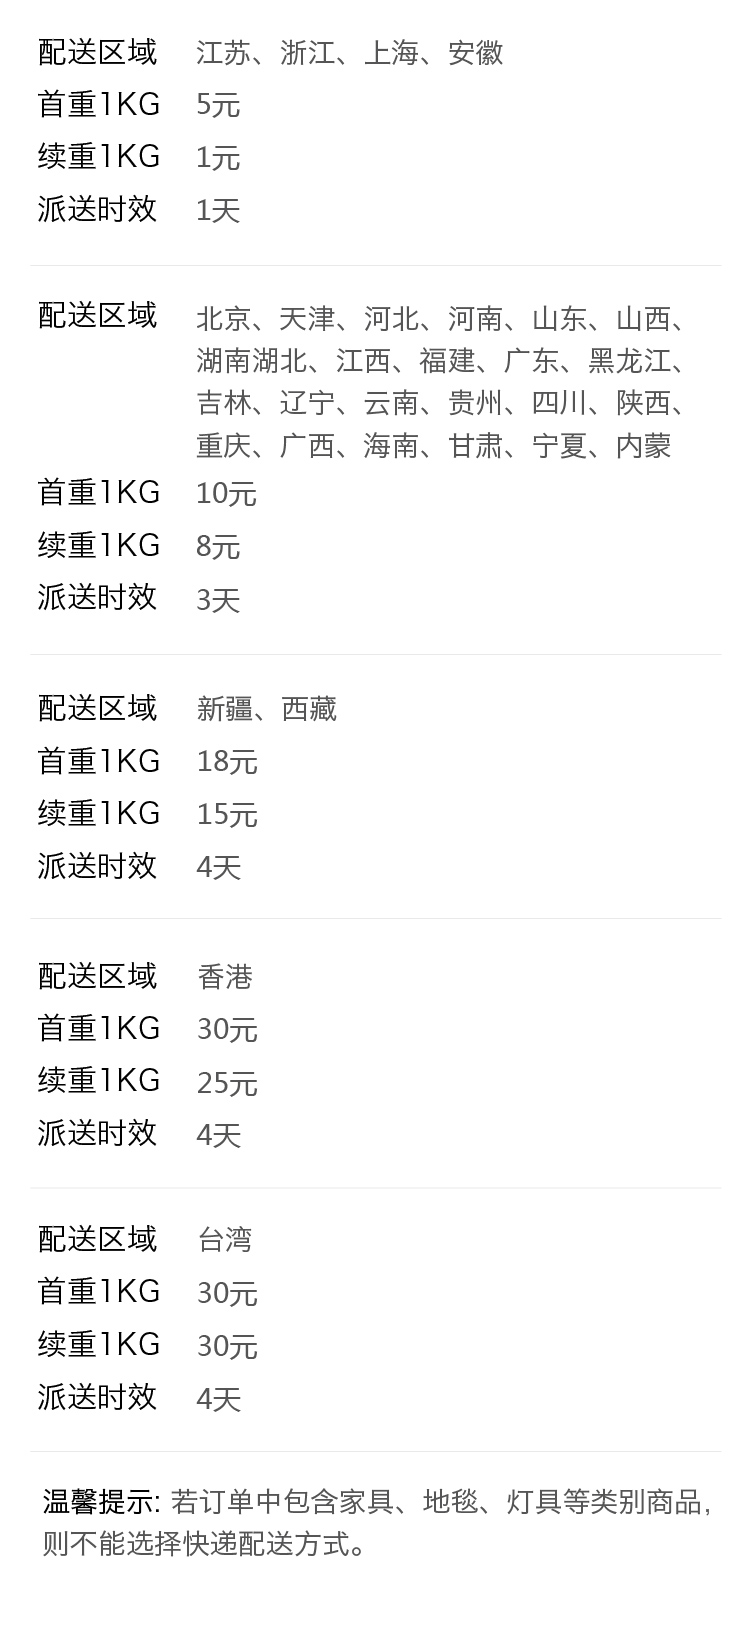 配送区域 江苏、浙江、上海、安徽
首重1KG 5元
续重1KG 1元
派送时效 1天
配送区域 北京、天津、河北、河南、山东、山西、
湖南湖北、江西、福建、广东、黑龙江、
吉林、辽宁、云南、贵州、四川、陕西、
重庆、广西、海南、甘肃、宁夏、内蒙
首重1KG 10元
续重1KG 8元
派送时效 3天
配送区域 新疆、西藏
首重1KG 18元
续重1KG 15元
派送时效 4天
配送区域 香港
首重1KG 30元
续重1KG 25元
派送时效 4天
配送区域 台湾
首重1KG 30元
续重1KG 30元
派送时效 4天
温馨提示: 若订单中包含家具、地毯、灯具等类别商品,
则不能选择快递配送方式。